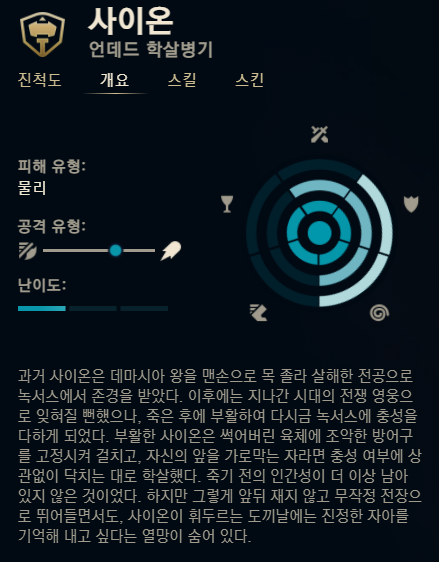 사이온
언데드 학살병기
진척도 개요 스킬 스킨
피해 유형:
물리
공격 유형:
난이도:
과거 사이온은 데마시아 왕을 맨손으로 목 졸라 살해한 전공으로
녹서스에서 존경을 받았다. 이후에는 지나간 시대의 전쟁 영웅으
로 잊혀질 뻔했으나, 죽은 후에 부활하여 다시금 녹서스에 충성을
다하게 되었다. 부활한 사이온은 썩어버린 육체에 조악한 방어구
를 고정시켜 걸치고, 자신의 앞을 가로막는 자라면 충성 여부에 상
관없이 닥치는 대로 학살했다. 죽기 전의 인간성이 더 이상 남아
있지 않은 것이었다. 하지만 그렇게 앞뒤 재지 않고 무작정 전장으
로 뛰어들면서도, 사이온이 휘두르는 도끼날에는 진정한 자아를
기억해 내고 싶다는 열망이 숨어 있다.